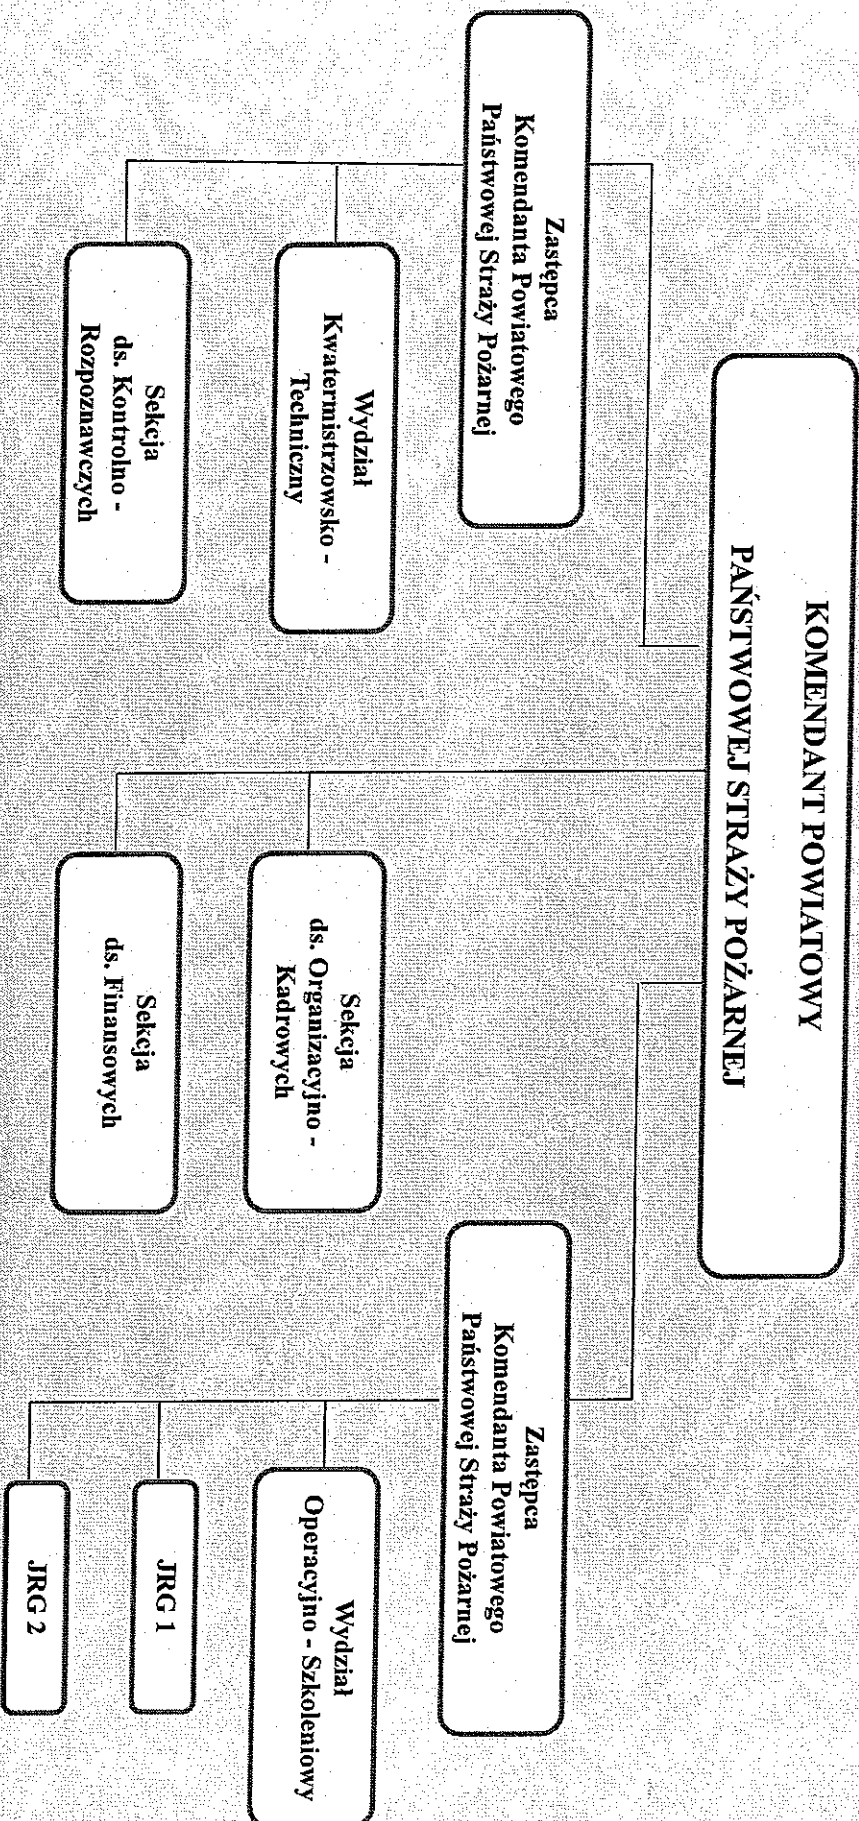 KOMENDANT POWIATOWY
PAŃSTWOWEJ STRAŻY POŻARNEJ
Zastępca
Komendanta Powiatowego
Państwowej Straży Pożarnej
Wydział
Kwatermistrzowsko -
Techniczny
Sekcja
ds. Kontrolno -
Rozpoznawczych
Sekcja
ds. Organizacyjno -
Kadrowych
Sekcja
ds. Finansowych
Zastępca
Komendanta Powiatowego
Państwowej Straży Pożarnej
Wydział
Operacyjno - Szkoleniowy
JRG 1
JRG 2